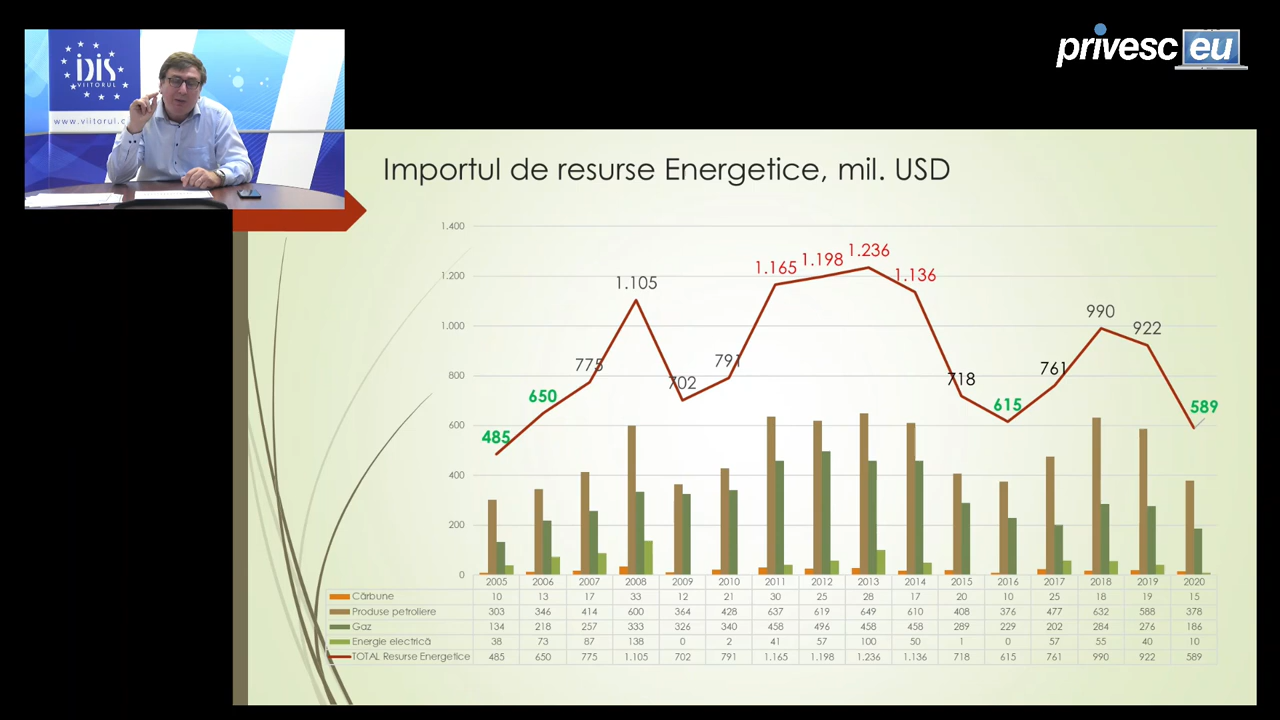 IDIS
VIITORUL
www.viitorul.o
privesc eu
Importul de resurse Energetice, mil. USD
1.400
1.200
1.000
800
600
400
200
0
485
650
775
1.105
702
791
1.165
1.198
1.236
1.136
718
615
761
990
922
589
2005 2006 2007 2008 2009 2010 2011 2012 2013 2014 2015 2016 2017 2018 2019 2020
Cărbune 10 13 17 33 12 21 30 25 28 17 20 10 25 18 19 15
Produse petroliere 303 346 414 600 364 428 637 619 649 610 408 376 477 632 588 378
Gaz 134 218 257 333 326 340 458 496 458 458 289 229 202 284 276 186
Energie electrică 38 73 87 138 0 2 41 57 100 50 1 0 57 55 40 10
TOTAL Resurse Energetice 485 650 775 1.105 702 791 1.165 1.198 1.236 1.136 718 615 761 990 922 589